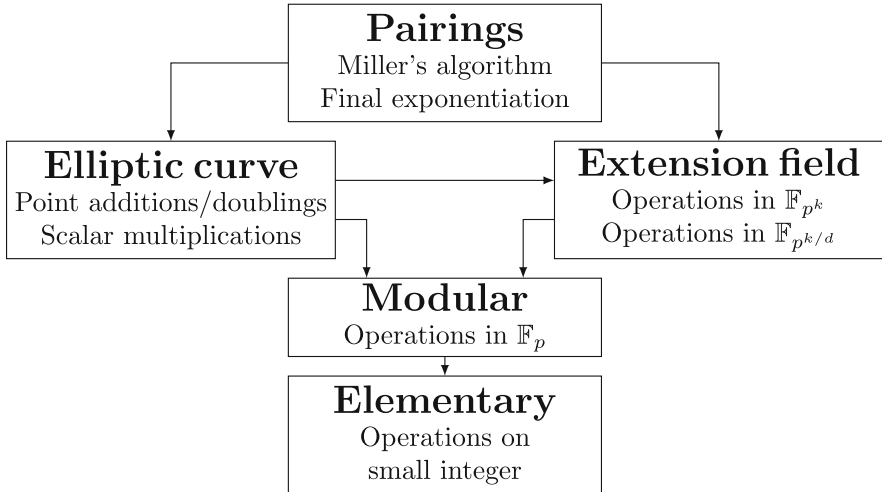 Pairings
Miller's algorithm
Final exponentiation
Elliptic curve
Point additions/doublings
Scalar multiplications
Extension field
Operations in 𝔽_{p^k}
Operations in 𝔽_{p^{k/d}}
Modular
Operations in 𝔽_p
Elementary
Operations on
small integer